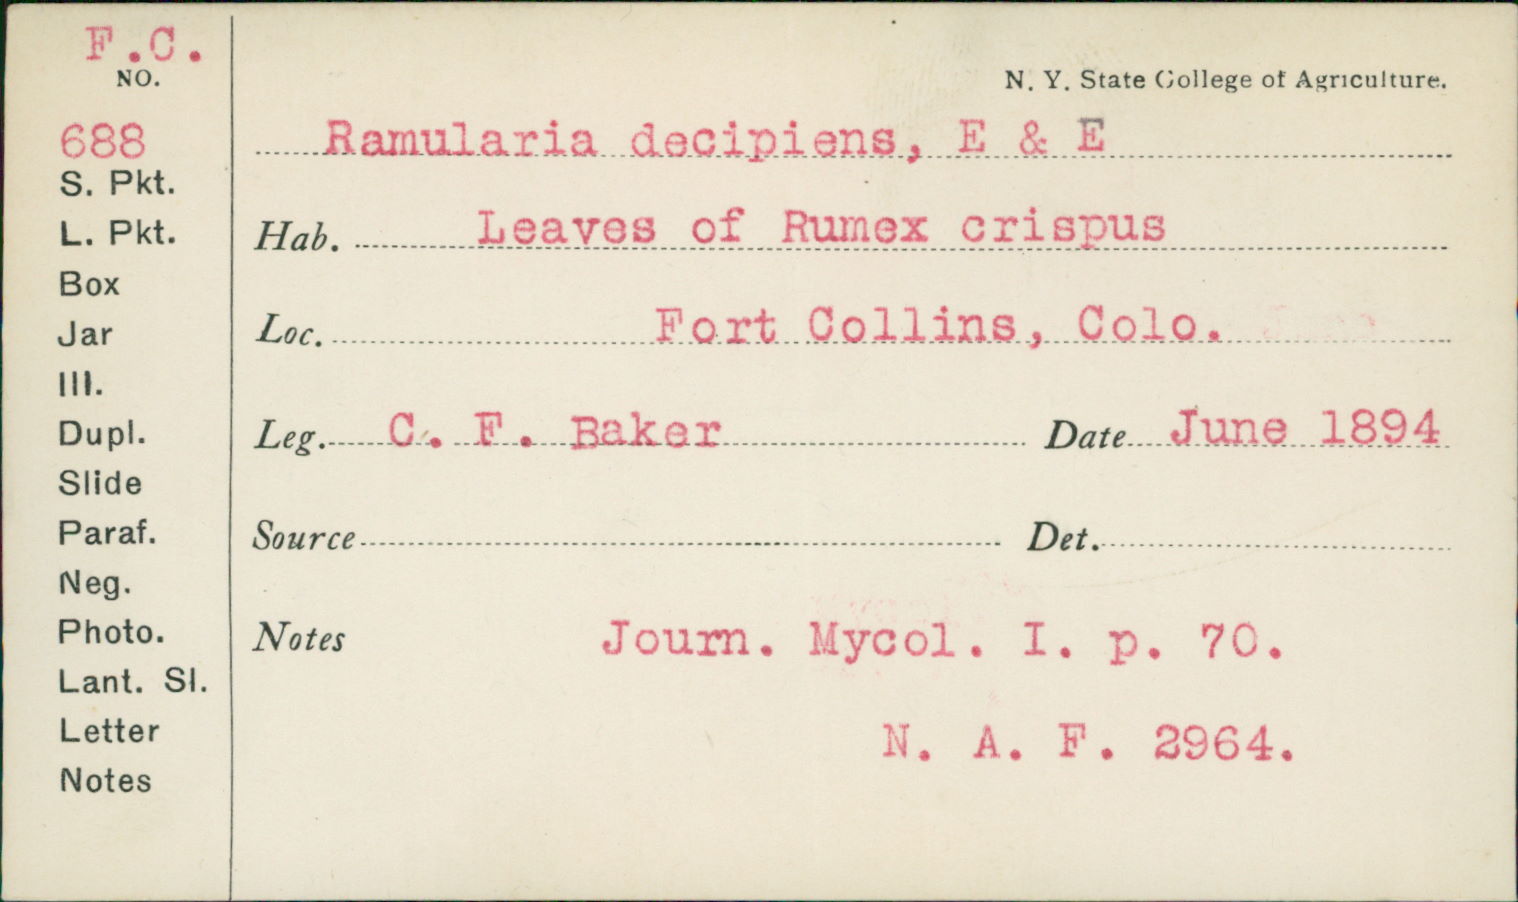 F.C.
NO.
688
S. Pkt.
L. Pkt.
Box
Jar
Ill.
Dupl.
Slide
Paraf.
Neg.
Photo.
Lant. Sl.
Letter
Notes
N. Y. State College of Agriculture.
Ramularia decipiens, E & E
Hab. Leaves of Rumex crispus
Loc. Fort Collins, Colo.
Leg. C. F. Baker Date June 1894
Source Det.
Notes Journ. Mycol. I. p. 70.
N. A. F. 2964.